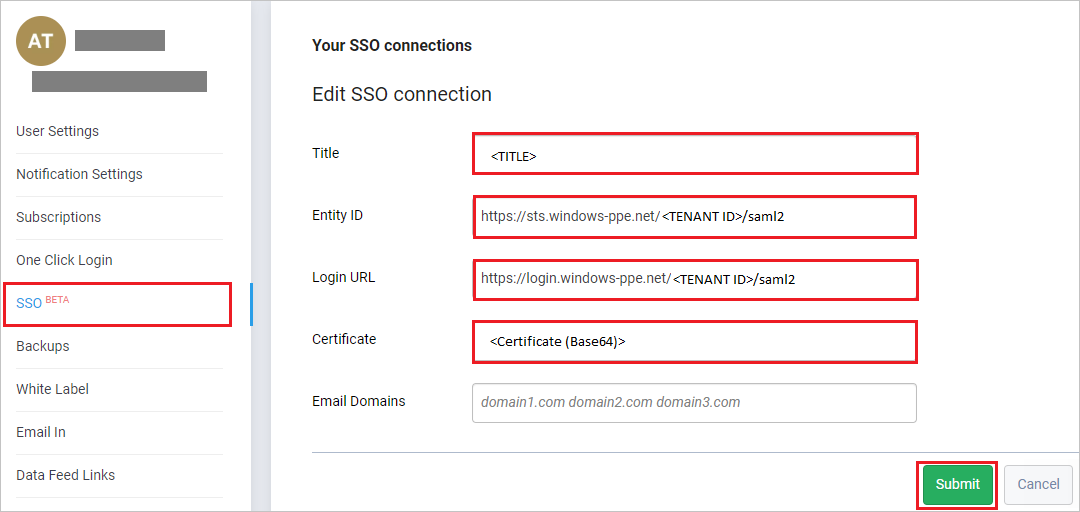 AT
User Settings
Notification Settings
Subscriptions
One Click Login
SSO BETA
Backups
White Label
Email In
Data Feed Links
Your SSO connections
Edit SSO connection
Title
<TITLE>
Entity ID
https://sts.windows-ppe.net/<TENANT ID>/saml2
Login URL
https://login.windows-ppe.net/<TENANT ID>/saml2
Certificate
<Certificate (Base64)>
Email Domains
domain1.com domain2.com domain3.com
Submit
Cancel